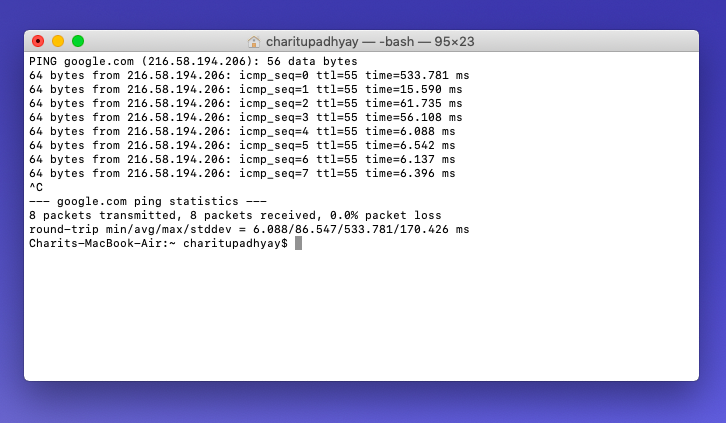 charitupadhyay — -bash — 95×23
PING google.com (216.58.194.206): 56 data bytes
64 bytes from 216.58.194.206: icmp_seq=0 ttl=55 time=533.781 ms
64 bytes from 216.58.194.206: icmp_seq=1 ttl=55 time=15.590 ms
64 bytes from 216.58.194.206: icmp_seq=2 ttl=55 time=61.735 ms
64 bytes from 216.58.194.206: icmp_seq=3 ttl=55 time=56.108 ms
64 bytes from 216.58.194.206: icmp_seq=4 ttl=55 time=6.088 ms
64 bytes from 216.58.194.206: icmp_seq=5 ttl=55 time=6.542 ms
64 bytes from 216.58.194.206: icmp_seq=6 ttl=55 time=6.137 ms
64 bytes from 216.58.194.206: icmp_seq=7 ttl=55 time=6.396 ms
^C
--- google.com ping statistics ---
8 packets transmitted, 8 packets received, 0.0% packet loss
round-trip min/avg/max/stddev = 6.088/86.547/533.781/170.426 ms
Charits-MacBook-Air:~ charitupadhyay$